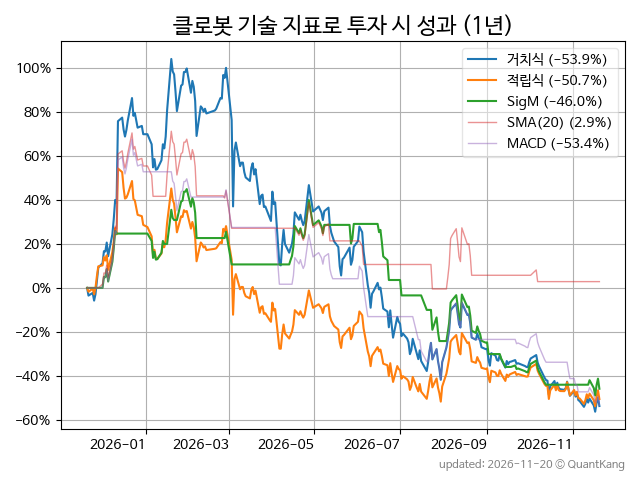 클로봇 기술 지표로 투자 시 성과 (1년)
거치식 (−53.9%)
적립식 (−50.7%)
SigM (−46.0%)
SMA(20) (2.9%)
MACD (−53.4%)
100%
80%
60%
40%
20%
0%
−20%
−40%
−60%
2026-01 2026-03 2026-05 2026-07 2026-09 2026-11
updated: 2026-11-20 © QuantKang